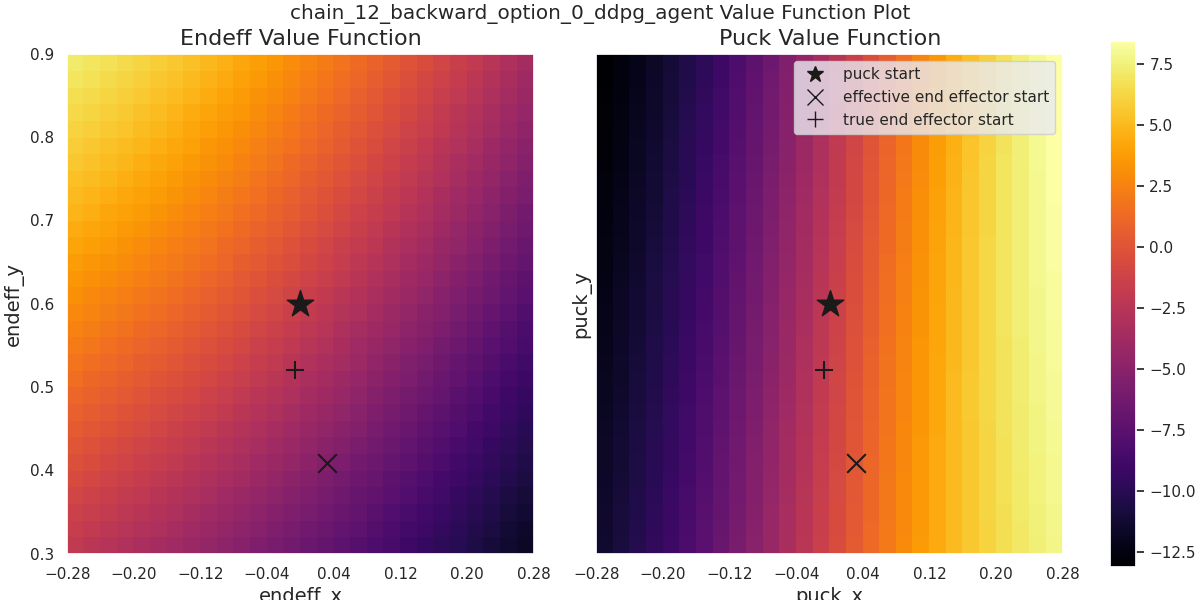 chain_12_backward_option_0_ddpg_agent Value Function Plot
Endeff Value Function
Puck Value Function
0.9
0.8
0.7
0.6
0.5
0.4
0.3
endeff_y
−0.28 −0.20 −0.12 −0.04 0.04 0.12 0.20 0.28
endeff_x
puck_y
puck start
effective end effector start
true end effector start
−0.28 −0.20 −0.12 −0.04 0.04 0.12 0.20 0.28
puck_x
7.5
5.0
2.5
0.0
−2.5
−5.0
−7.5
−10.0
−12.5